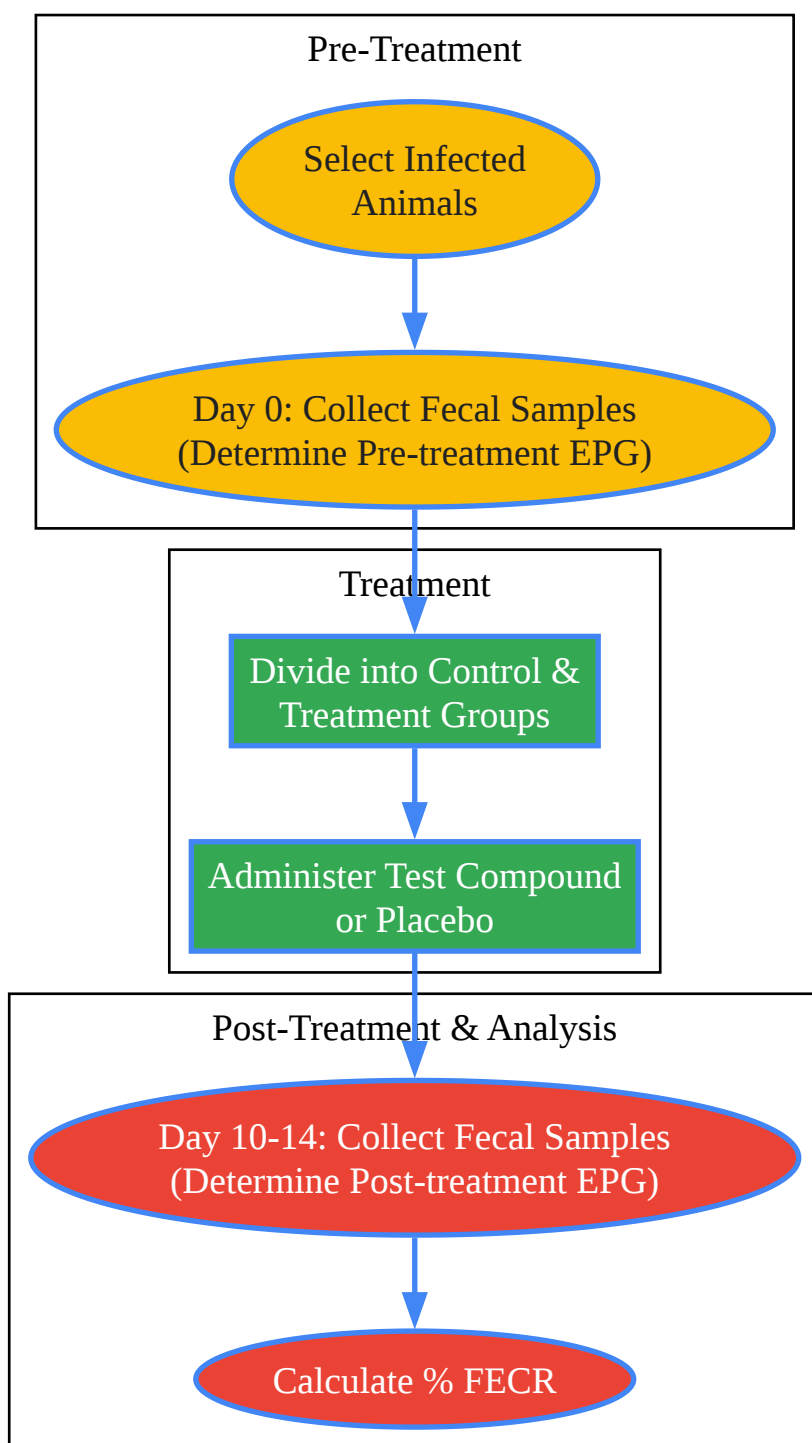 Pre-Treatment
Select Infected
Animals
Day 0: Collect Fecal Samples
(Determine Pre-treatment EPG)
Treatment
Divide into Control &
Treatment Groups
Administer Test Compound
or Placebo
Post-Treatment & Analysis
Day 10-14: Collect Fecal Samples
(Determine Post-treatment EPG)
Calculate % FECR